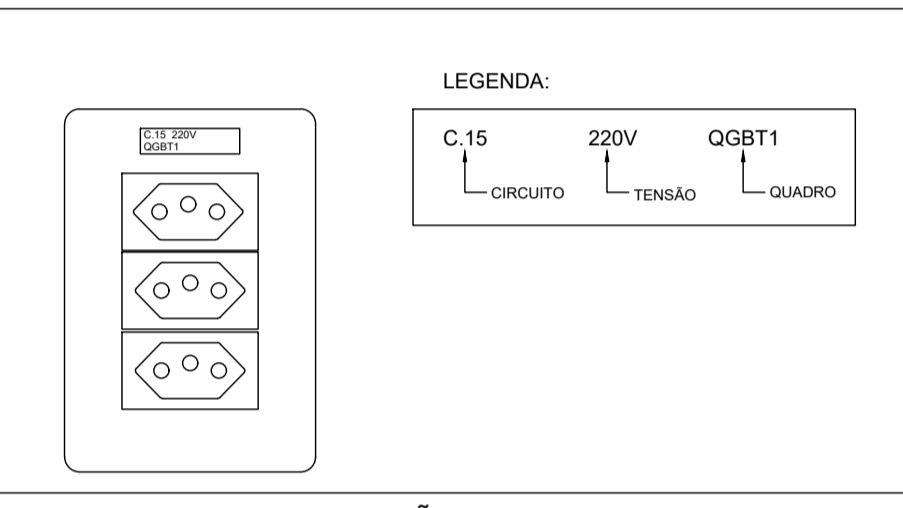 LEGENDA:
C.15 220V
QGBT1
C.15 220V QGBT1
CIRCUITO TENSÃO QUADRO